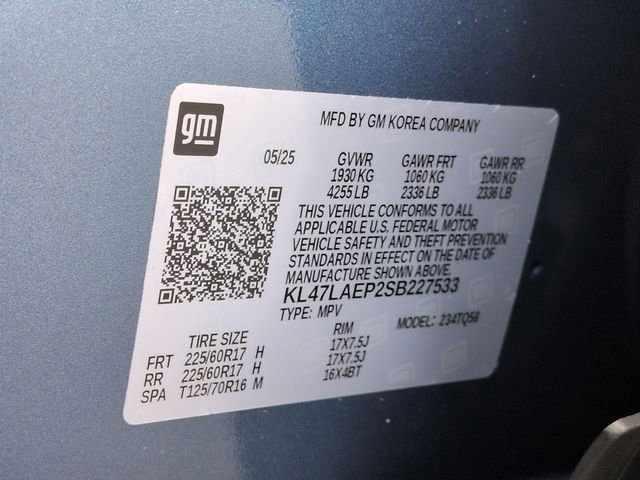 gm
MFD BY GM KOREA COMPANY
05/25 GVWR GAWR FRT GAWR RR
1930 KG 1060 KG 1060 KG
4255 LB 2336 LB 2336 LB
THIS VEHICLE CONFORMS TO ALL
APPLICABLE U.S. FEDERAL MOTOR
VEHICLE SAFETY AND THEFT PREVENTION
STANDARDS IN EFFECT ON THE DATE OF
MANUFACTURE SHOWN ABOVE.
KL47LAEP2SB227533
TYPE: MPV MODEL: 234TQ59
TIRE SIZE RIM
FRT 225/60R17 H 17X7.5J
RR 225/60R17 H 17X7.5J
SPA T125/70R16 M 16X4BT